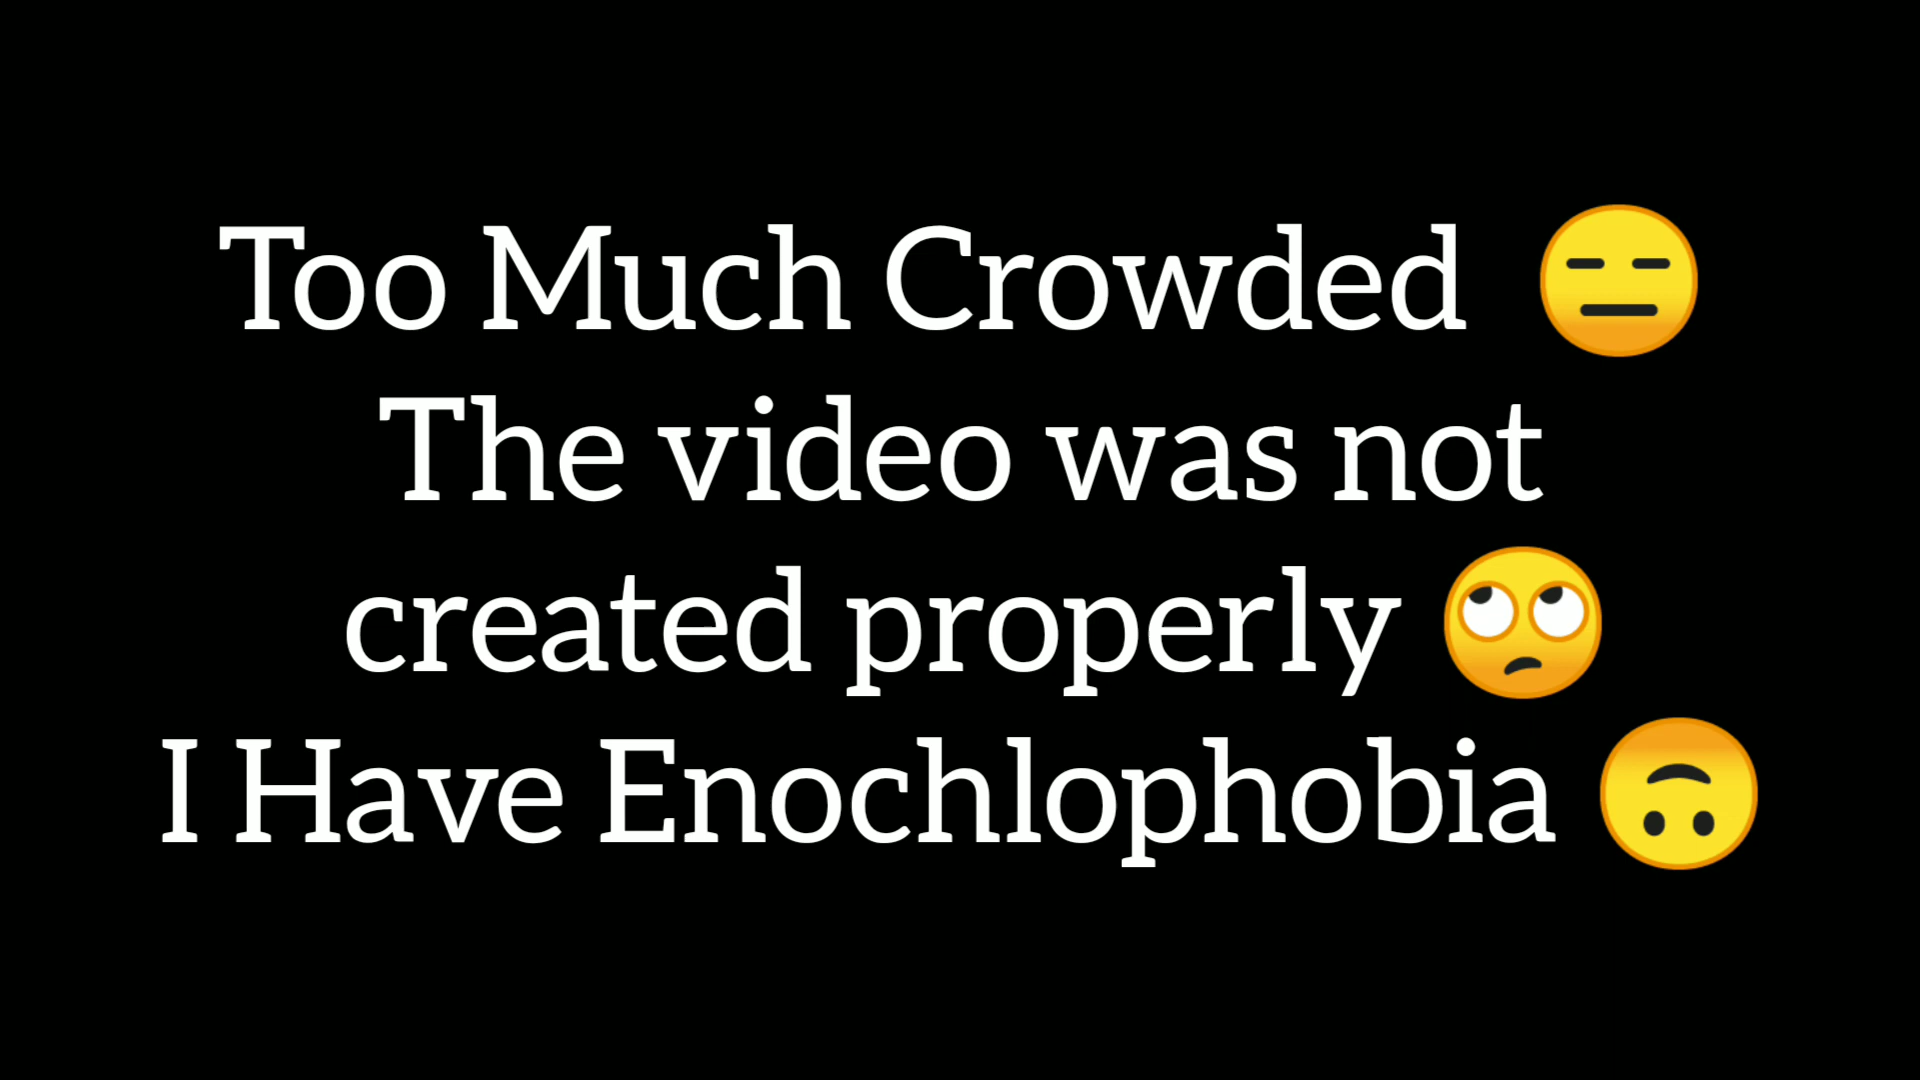 Too Much Crowded 😑
The video was not
created properly 🙄
I Have Enochlophobia 🙃